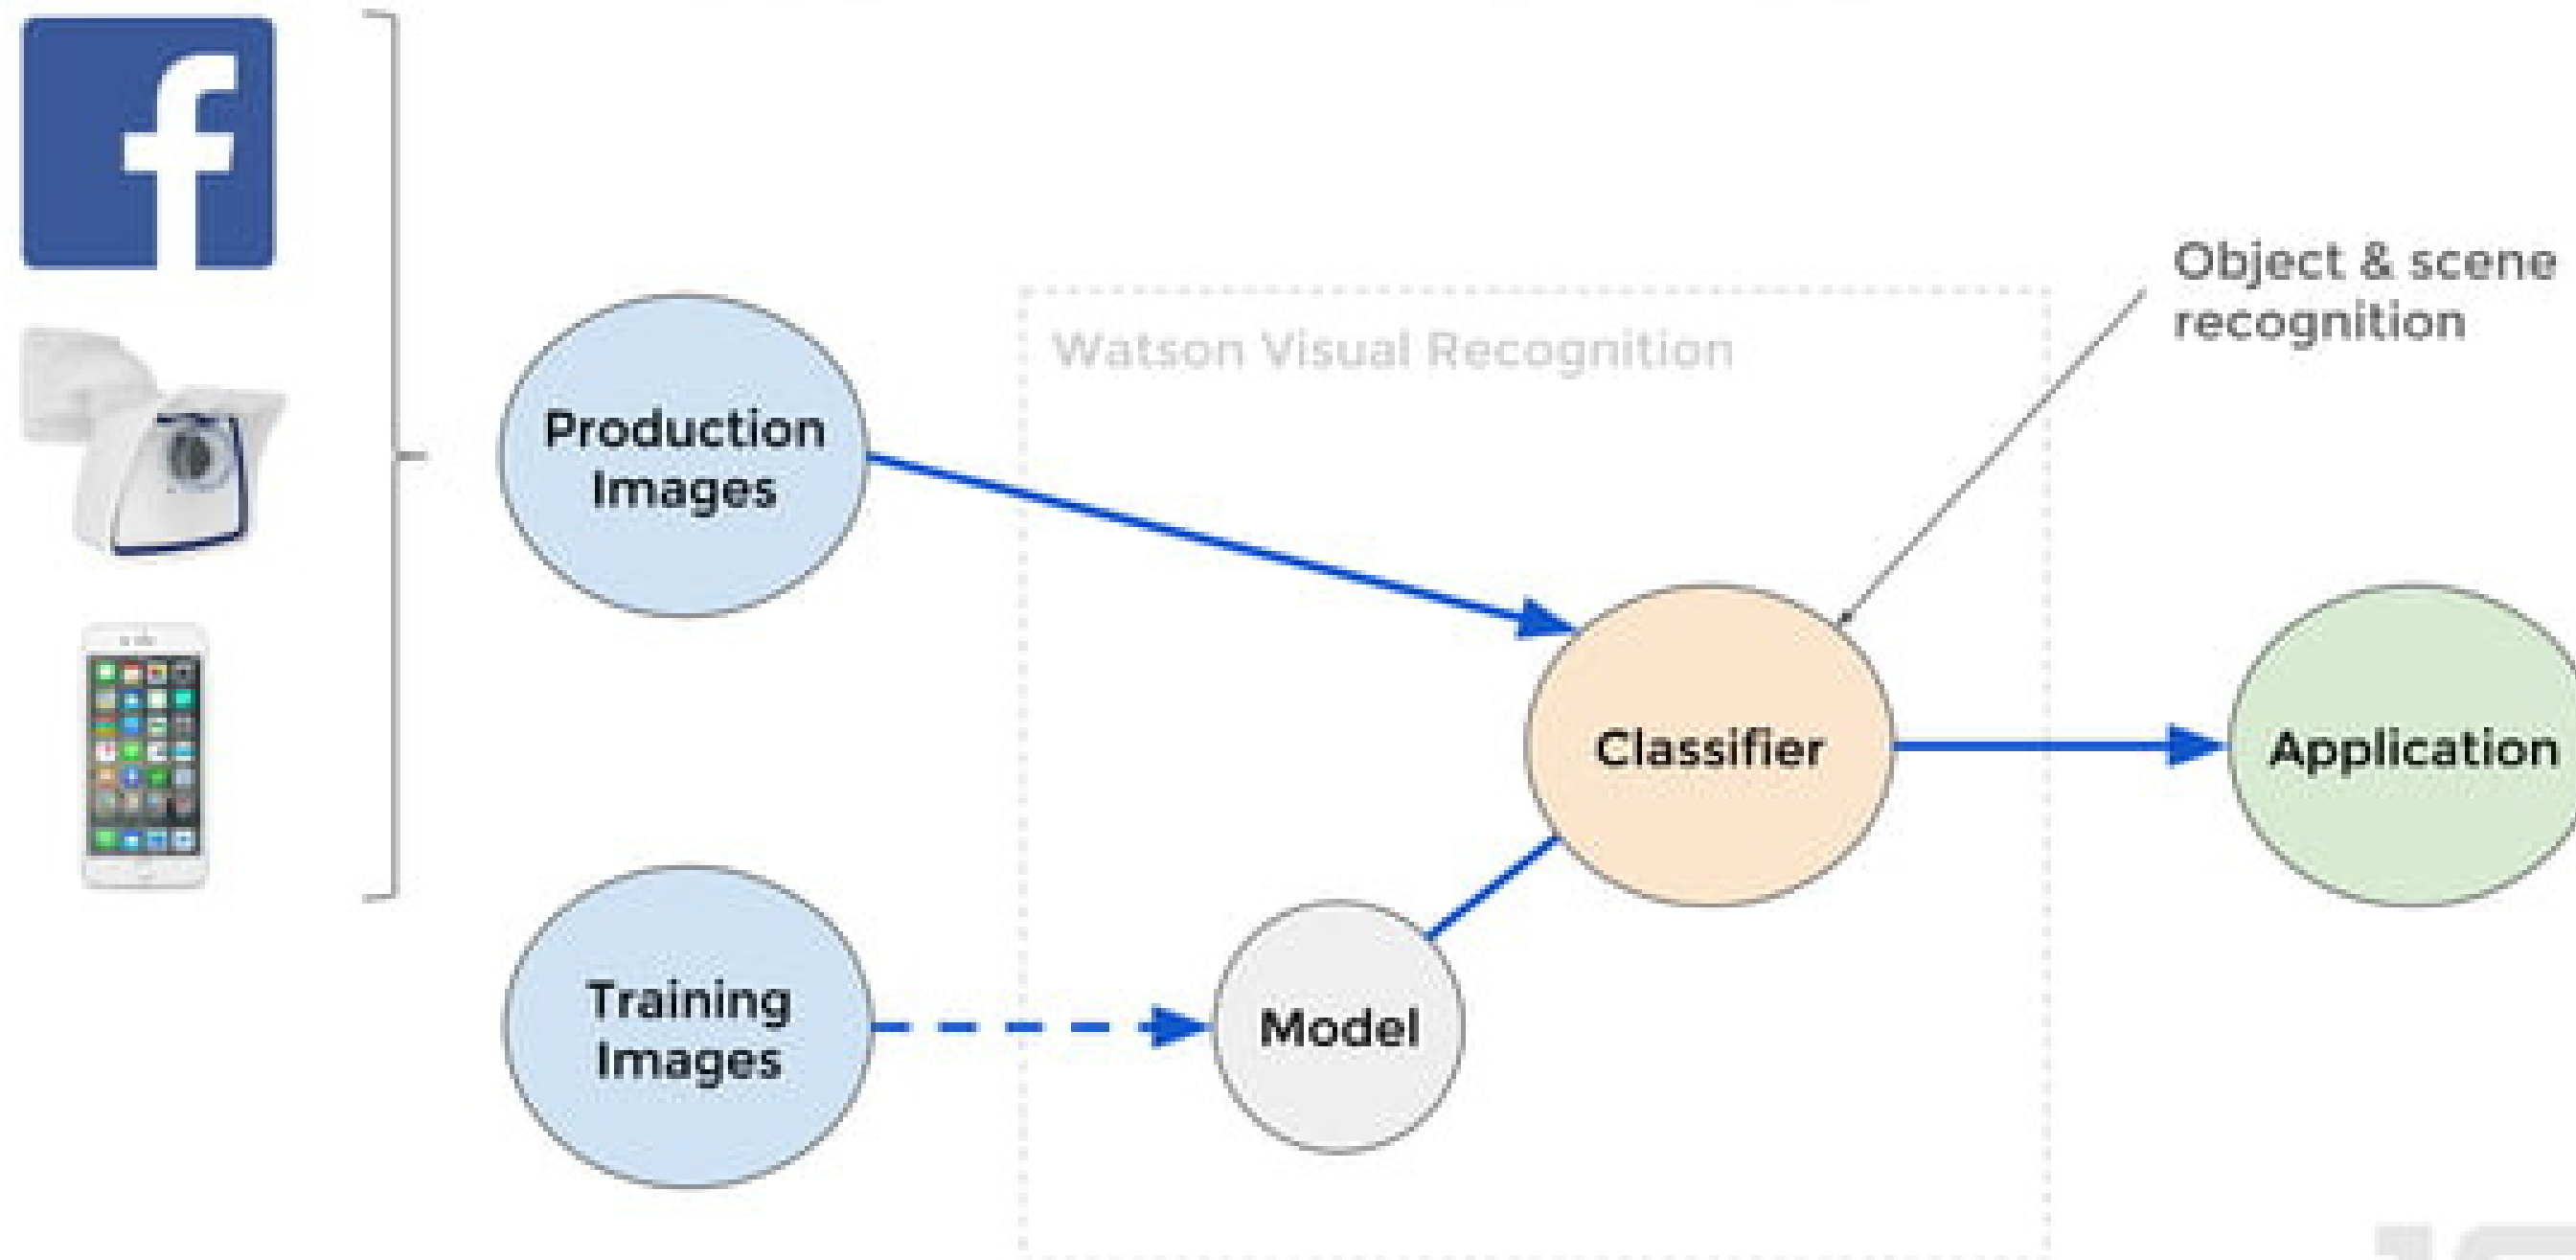 Object & scene
recognition
Watson Visual Recognition
Production
Images
Classifier
Application
Training
Images
Model